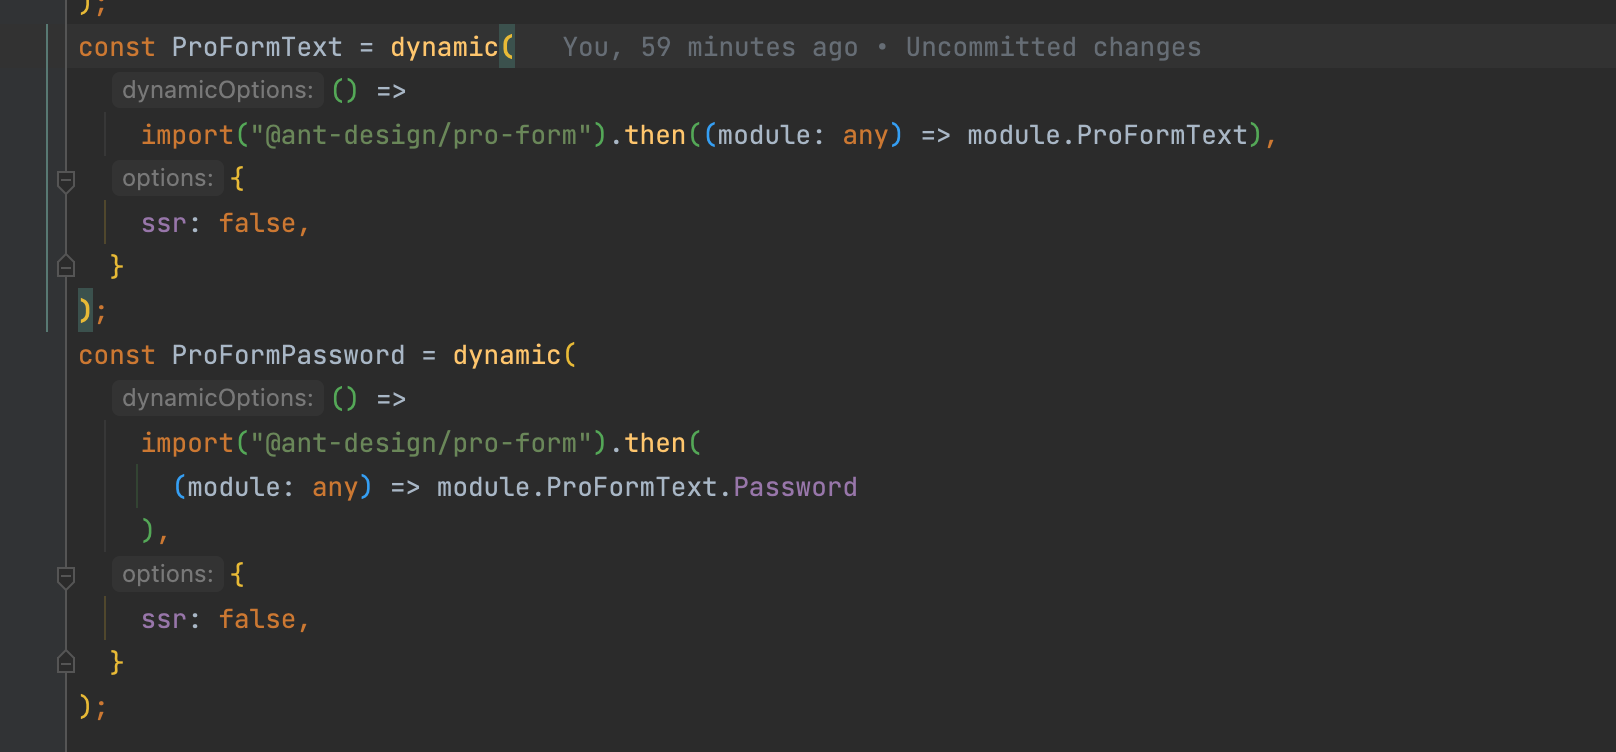 );
const ProFormText = dynamic(    You, 59 minutes ago • Uncommitted changes
  dynamicOptions: () =>
    import("@ant-design/pro-form").then((module: any) => module.ProFormText),
  options: {
    ssr: false,
  }
);
const ProFormPassword = dynamic(
  dynamicOptions: () =>
    import("@ant-design/pro-form").then(
      (module: any) => module.ProFormText.Password
    ),
  options: {
    ssr: false,
  }
);